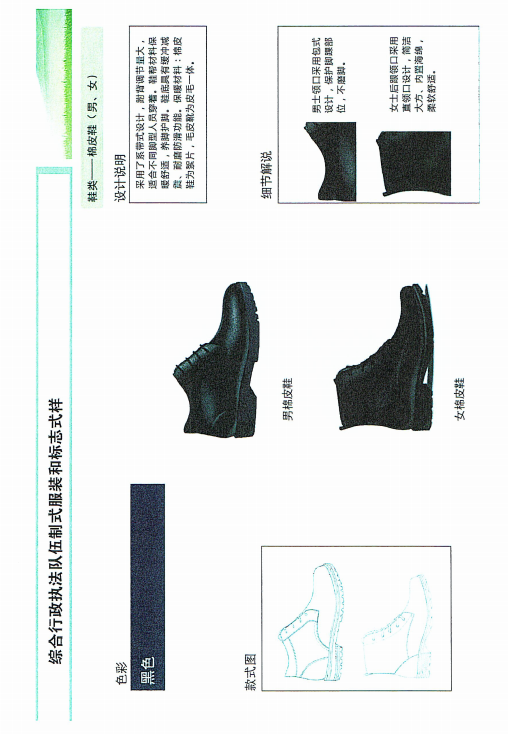 综合行政执法队伍制式服装和标志式样
鞋类——棉皮鞋（男、女）
色彩
黑色
款式图
男棉皮鞋
女棉皮鞋
设计说明
采用了系带式设计，跗背调节量大，
适合不同脚型人员穿着。鞋帮材料保
暖舒适，养脚护脚。鞋底具有缓冲减
震、耐磨防滑功能。保暖材料：棉皮
鞋为絮片，毛皮靴为皮毛一体。
细节解说
男士领口采用包式
设计，保护脚踝部
位，不磨脚。
女士后跟领口采用
直领口设计，简洁
大方，内置海绵，
柔软舒适。